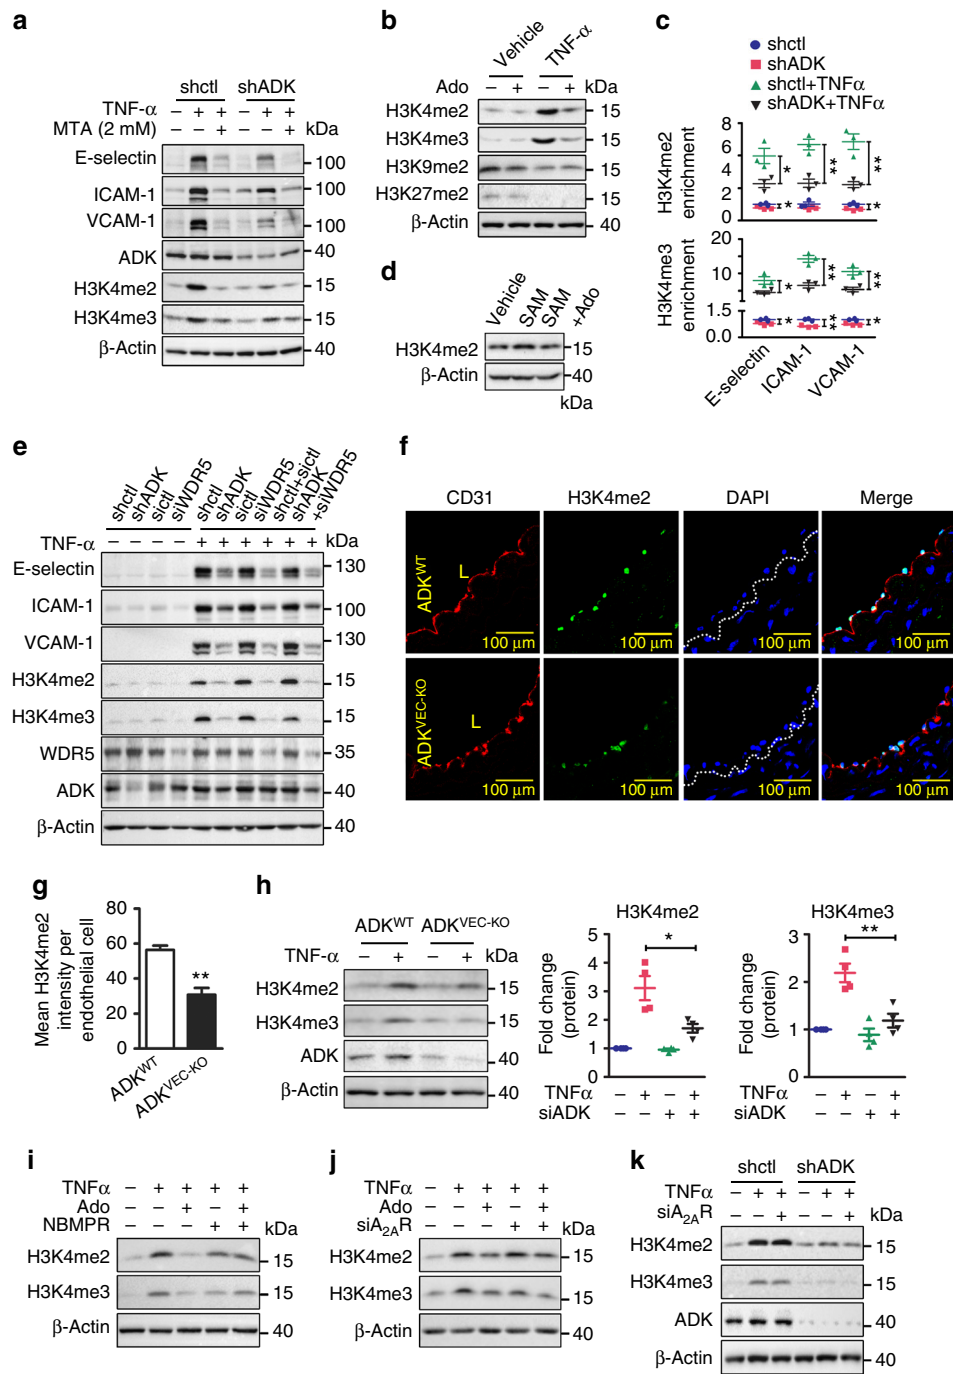 a
shctl shADK
TNF-α – + + – + +
MTA (2 mM) – – + – – + kDa
E-selectin 100
ICAM-1 100
VCAM-1 100
ADK 40
H3K4me2 15
H3K4me3 15
β-Actin 40
b
Vehicle TNF-α
Ado – + – + kDa
H3K4me2 15
H3K4me3 15
H3K9me2 15
H3K27me2 15
β-Actin 40
c
shctl
shADK
shctl+TNFα
shADK+TNFα
H3K4me2 enrichment
8
6
4
2
0
* ** **
* *
H3K4me3 enrichment
20
10
0
1.5
0.0
* ** **
* ** *
E-selectin ICAM-1 VCAM-1
d
Vehicle SAM SAM +Ado
H3K4me2 15
β-Actin 40
kDa
e
shctl shADK sictl siWDR5 shctl shADK sictl siWDR5 shctl+sictl shADK +siWDR5
TNF-α – – – – + + + + + + kDa
E-selectin 130
ICAM-1 100
VCAM-1 130
H3K4me2 15
H3K4me3 15
WDR5 35
ADK 40
β-Actin 40
f
CD31 H3K4me2 DAPI Merge
ADKWT L
100 μm 100 μm 100 μm 100 μm
ADKVEC-KO L
100 μm 100 μm 100 μm 100 μm
g
Mean H3K4me2 intensity per endothelial cell
80
60
40
20
0
**
ADKWT ADKVEC-KO
h
ADKWT ADKVEC-KO
TNF-α – + – + kDa
H3K4me2 15
H3K4me3 15
ADK 40
β-Actin 40
H3K4me2
Fold change (protein)
5
4
3
2
1
0
*
TNFα – + – +
siADK – – + +
H3K4me3
Fold change (protein)
3
2
1
0
**
TNFα – + – +
siADK – – + +
i
TNFα – + + + +
Ado – – + – +
NBMPR – – – + + kDa
H3K4me2 15
H3K4me3 15
β-Actin 40
j
TNFα – + + + +
Ado – – + – +
siA2AR – – – + + kDa
H3K4me2 15
H3K4me3 15
β-Actin 40
k
shctl shADK
TNFα – + + – + +
siA2AR – – + – – + kDa
H3K4me2 15
H3K4me3 15
ADK 40
β-Actin 40